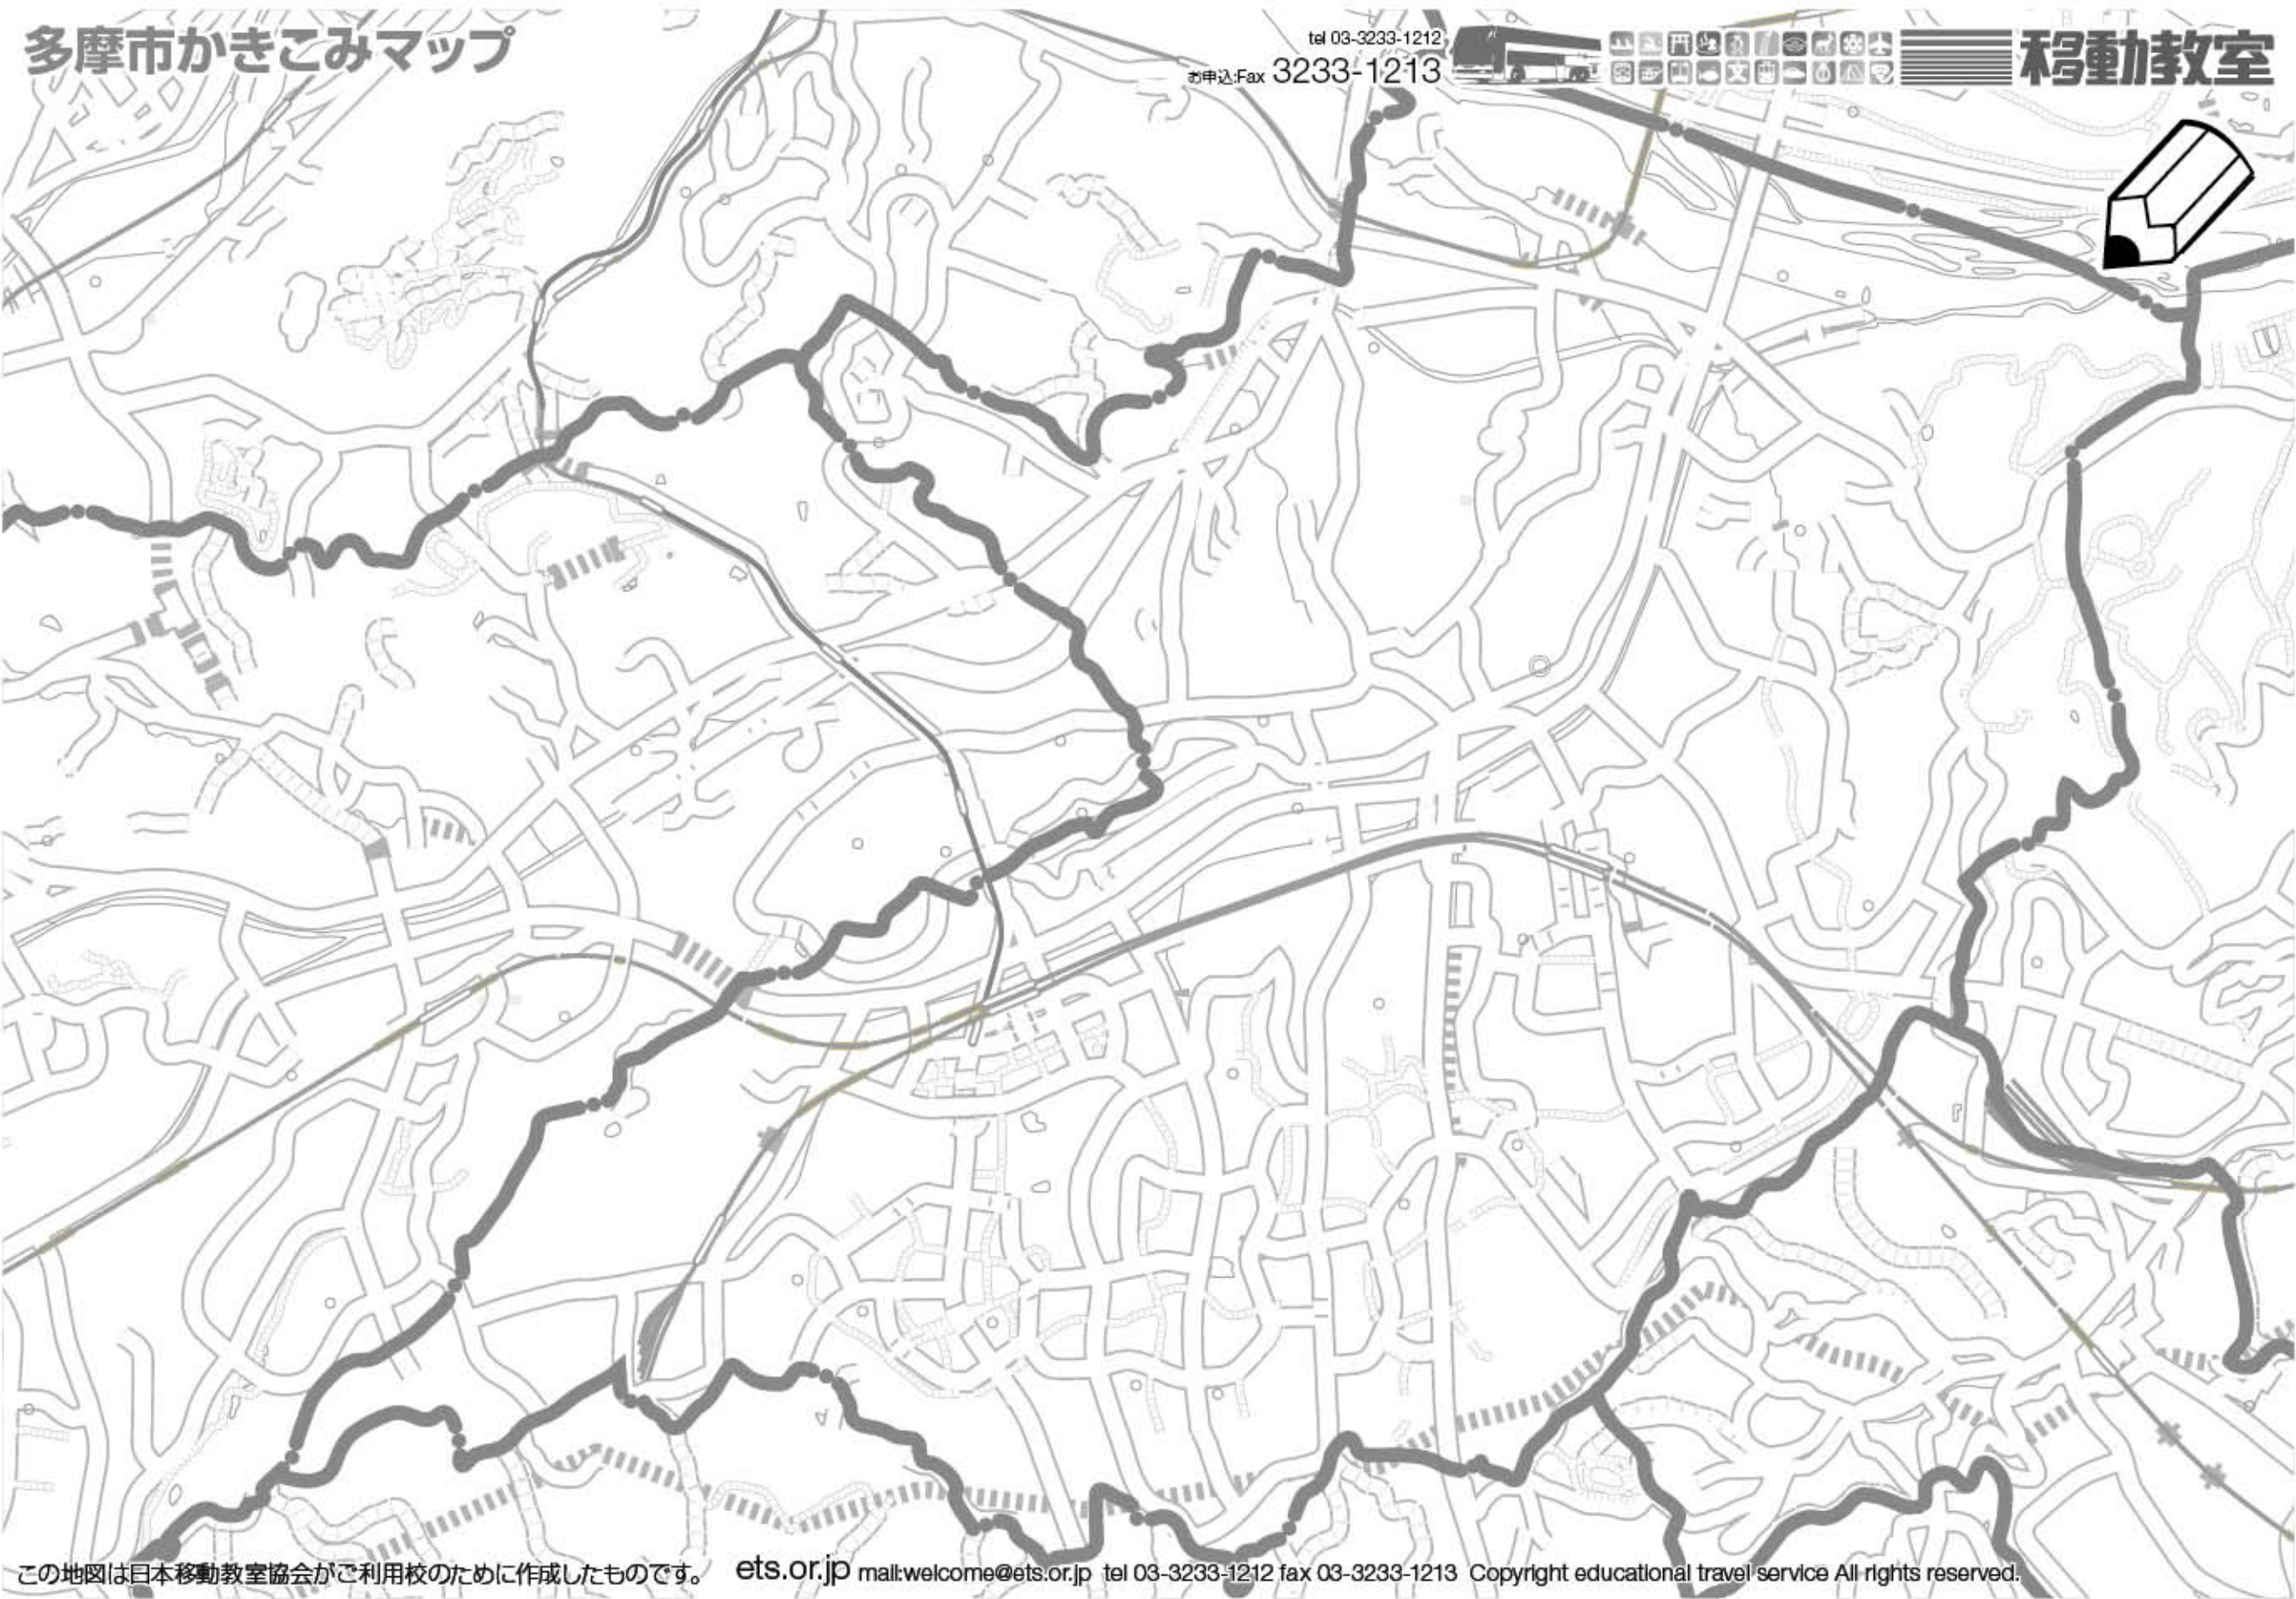 多摩市かきこみマップ
tel 03-3233-1212
お申込:Fax 3233-1213
移動教室
この地図は日本移動教室協会がご利用校のために作成したものです。 ets.or.jp mail:welcome@ets.or.jp tel 03-3233-1212 fax 03-3233-1213 Copyright educational travel service All rights reserved.